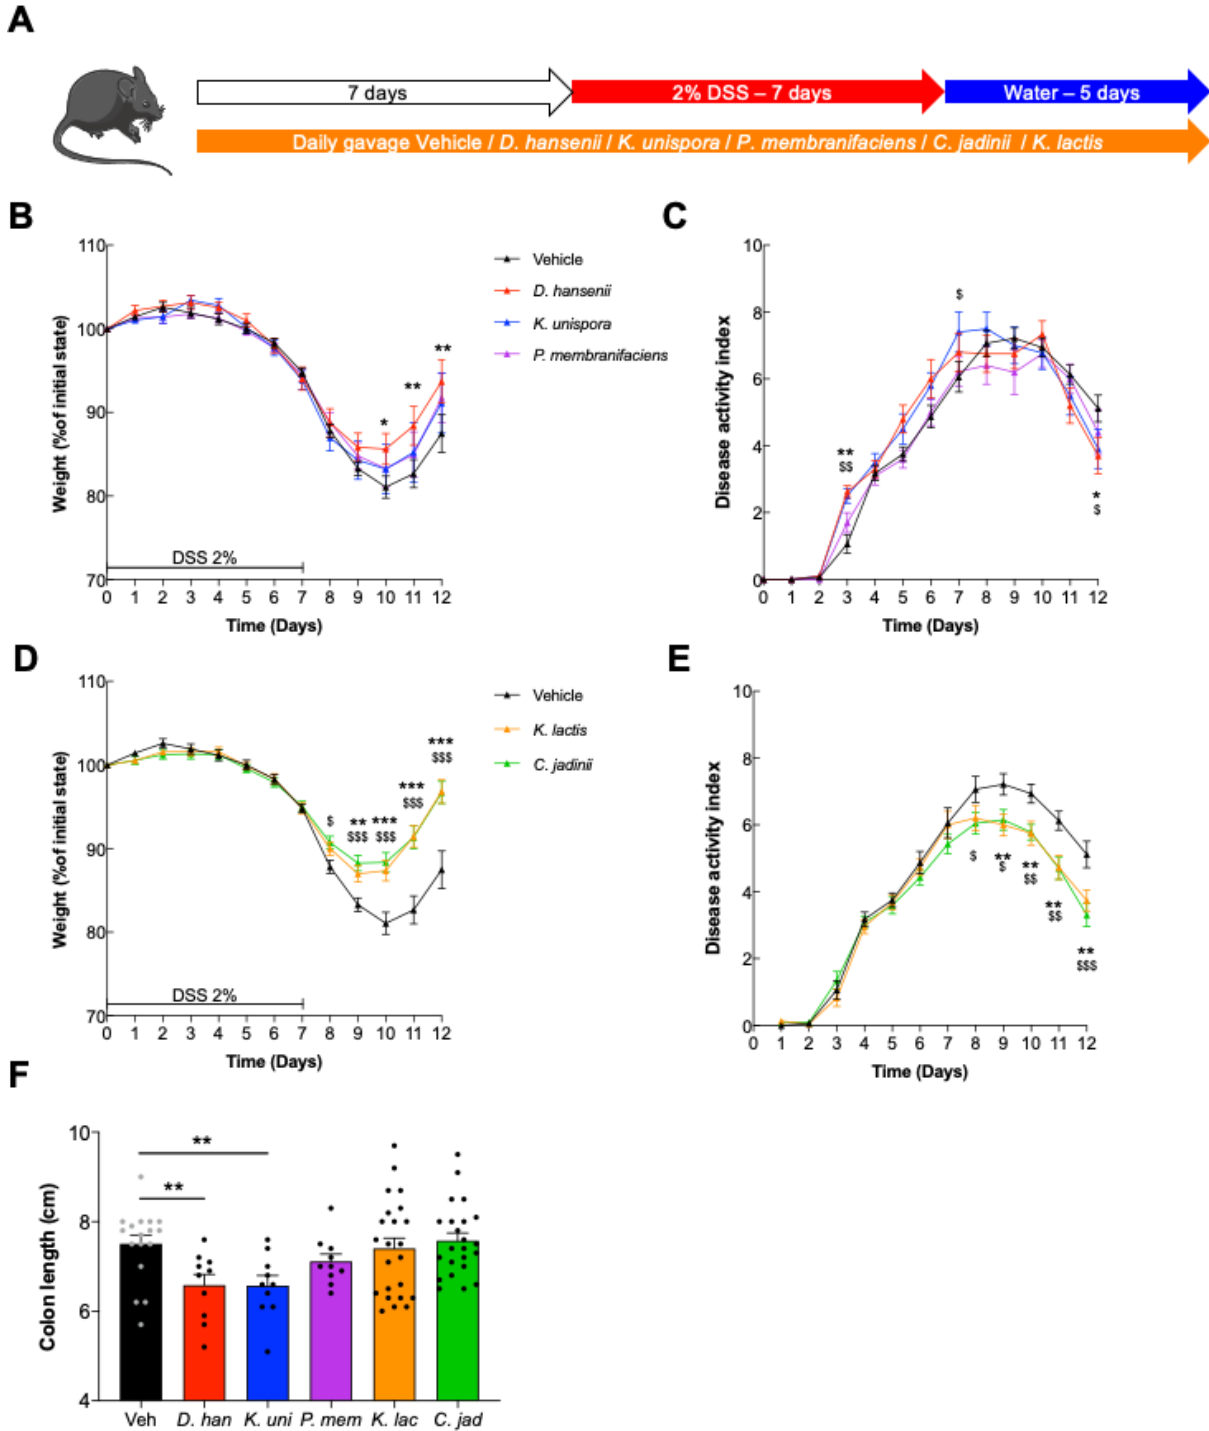 A
7 days
2% DSS – 7 days
Water – 5 days
Daily gavage Vehicle / D. hansenii / K. unispora / P. membranifaciens / C. jadinii / K. lactis
B
Weight (%of initial state)
110
100
90
80
70
DSS 2%
* ** **
0 1 2 3 4 5 6 7 8 9 10 11 12
Time (Days)
Vehicle
D. hansenii
K. unispora
P. membranifaciens
C
Disease activity index
10
8
6
4
2
0
**
$$
$
*
$
0 1 2 3 4 5 6 7 8 9 10 11 12
Time (Days)
D
Weight (%of initial state)
110
100
90
80
70
DSS 2%
$
**
$$$
***
$$$
***
$$$
***
$$$
0 1 2 3 4 5 6 7 8 9 10 11 12
Time (Days)
Vehicle
K. lactis
C. jadinii
E
Disease activity index
10
8
6
4
2
0
$
**
$
**
$$
**
$$
**
$$$
0 1 2 3 4 5 6 7 8 9 10 11 12
Time (Days)
F
Colon length (cm)
10
8
6
4
**
**
Veh D. han K. uni P. mem K. lac C. jad